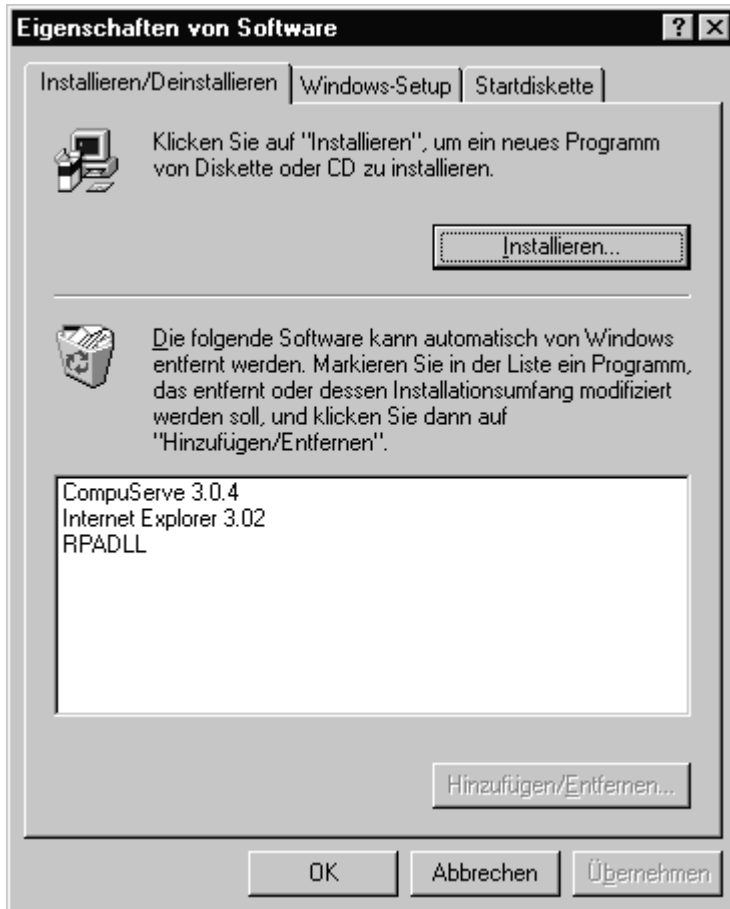 Eigenschaften von Software
Installieren/Deinstallieren Windows-Setup Startdiskette
Klicken Sie auf "Installieren", um ein neues Programm
von Diskette oder CD zu installieren.
Installieren...
Die folgende Software kann automatisch von Windows
entfernt werden. Markieren Sie in der Liste ein Programm,
das entfernt oder dessen Installationsumfang modifiziert
werden soll, und klicken Sie dann auf
"Hinzufügen/Entfernen".
CompuServe 3.0.4
Internet Explorer 3.02
RPADLL
Hinzufügen/Entfernen...
OK Abbrechen Übernehmen